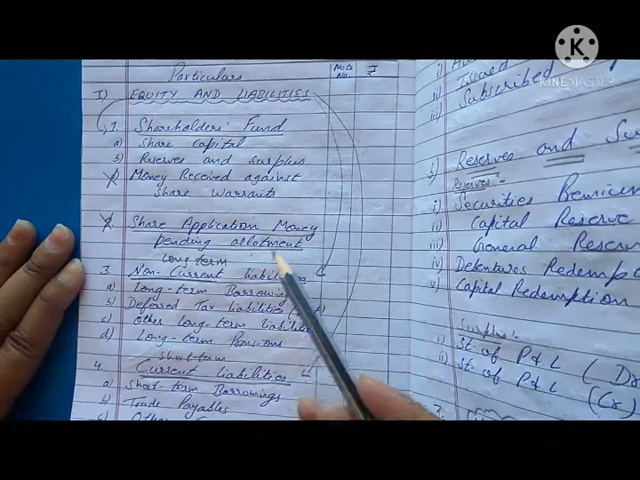 KINEMASTER
Particulars
Note No.
I) EQUITY AND LIABILITIES
1. Shareholders' Fund
a) Share Capital
b) Reserves and Surplus
Money Received against
Share Warrants
2. Share Application Money
pending allotment
Long term
3. Non-Current liabilities
a) Long-term Borrowings
b) Deferred Tax liabilities
c) other Long-term liabilities
d) Long-term Provisions
Short term
4. Current liabilities
a) Short-term Borrowings
b) Trade Payables
c)
ii) Issued
iii) Subscribed
Reserves and Su
Reserves:-
i) Securities Premium
ii) Capital Reserve
iii) General Reserve
iv) Debentures Redemp
v) Capital Redemption
Surplus:-
i) St. of P & L (Dr
ii) St. of P & L (Cr)